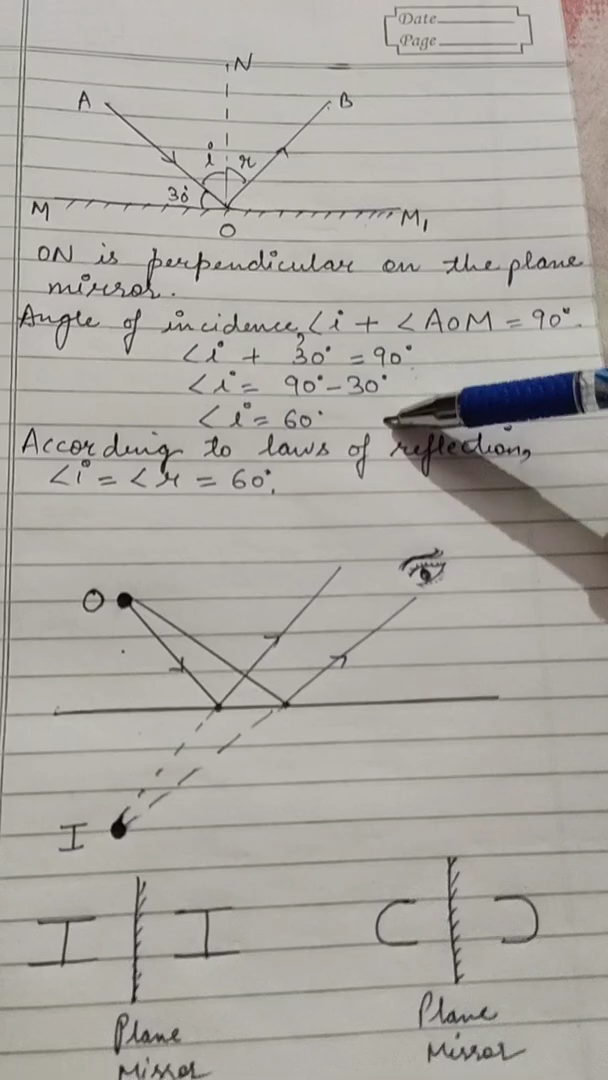 Date
Page
N
A
B
i
r
30°
M
M₁
O
ON is perpendicular on the plane
mirror.
Angle of incidence, ∠i + ∠AOM = 90°.
∠i + 30° = 90°
∠i = 90° - 30°
∠i = 60°
According to laws of reflection,
∠i = ∠r = 60°.
O
I
I
I
C
Ɔ
Plane
Mirror
Plane
Mirror